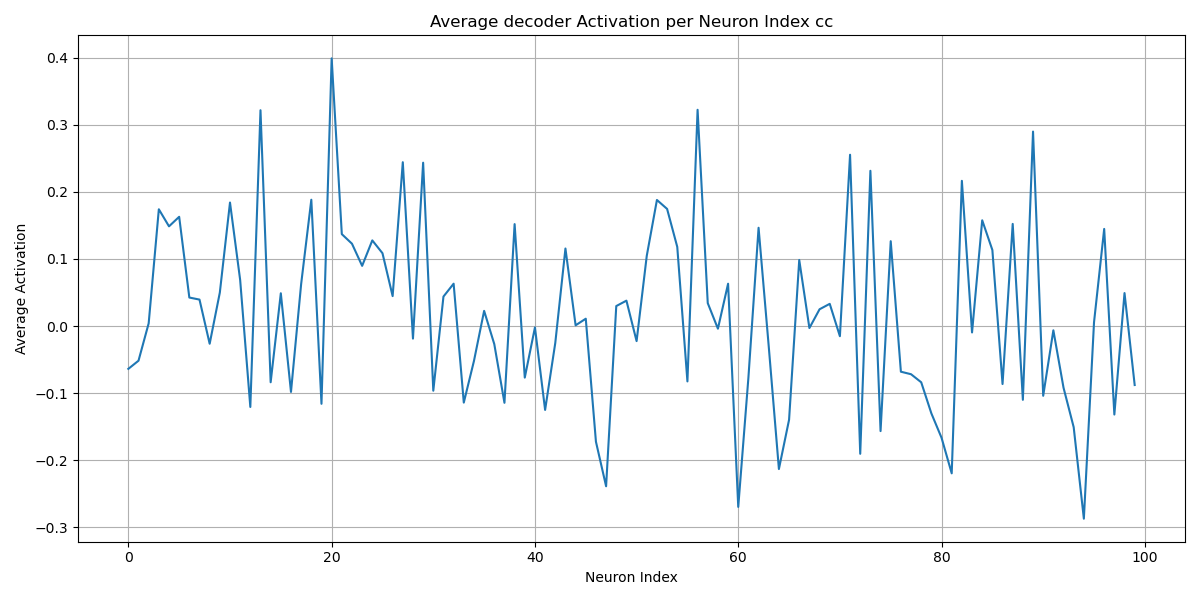 Average decoder Activation per Neuron Index cc
0.4
0.3
0.2
0.1
0.0
−0.1
−0.2
−0.3
Average Activation
0 20 40 60 80 100
Neuron Index